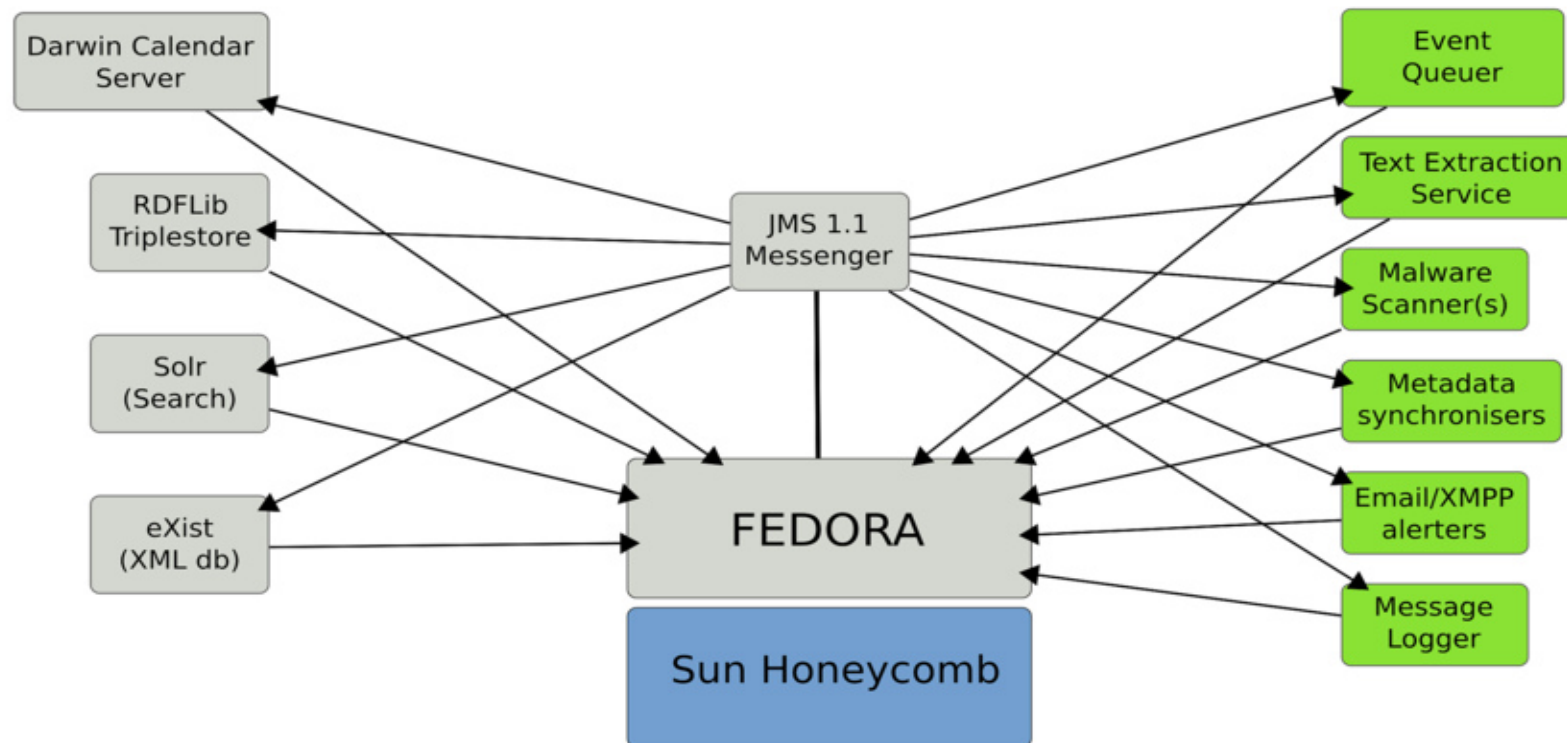 Darwin Calendar
Server
Event
Queuer
Text Extraction
Service
RDFLib
Triplestore
JMS 1.1
Messenger
Malware
Scanner(s)
Solr
(Search)
Metadata
synchronisers
eXist
(XML db)
FEDORA
Email/XMPP
alerters
Message
Logger
Sun Honeycomb